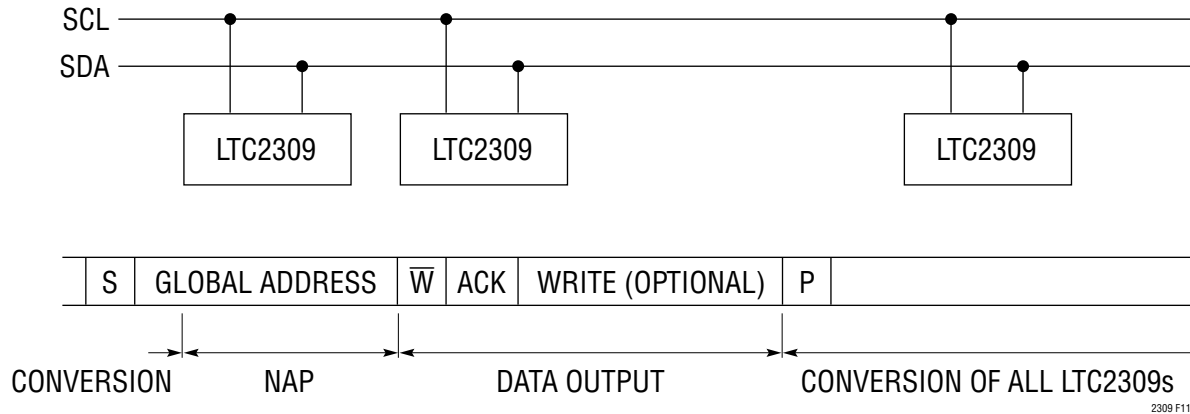 SCL
SDA
LTC2309 LTC2309 LTC2309
S GLOBAL ADDRESS W̅ ACK WRITE (OPTIONAL) P
CONVERSION NAP DATA OUTPUT CONVERSION OF ALL LTC2309s
2309 F11